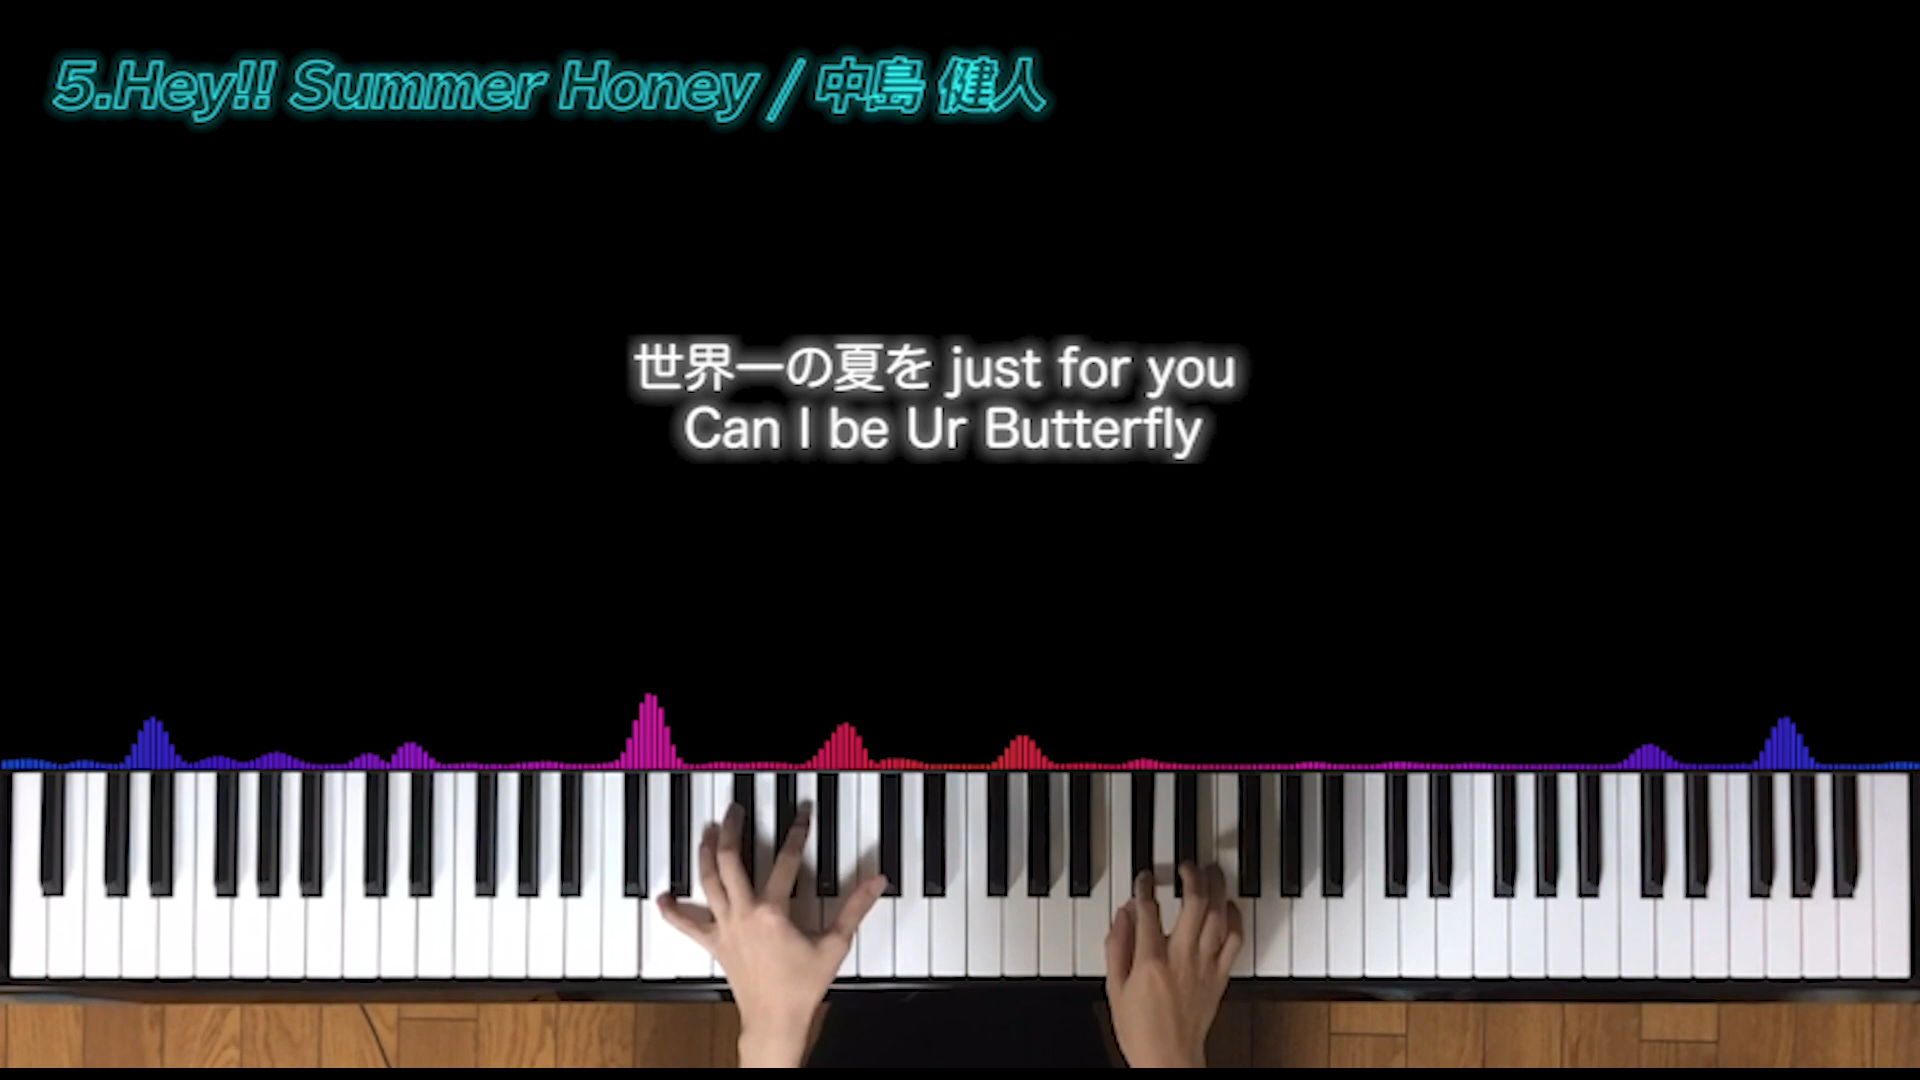 5.Hey!! Summer Honey / 中島 健人
世界一の夏を just for you
Can I be Ur Butterfly